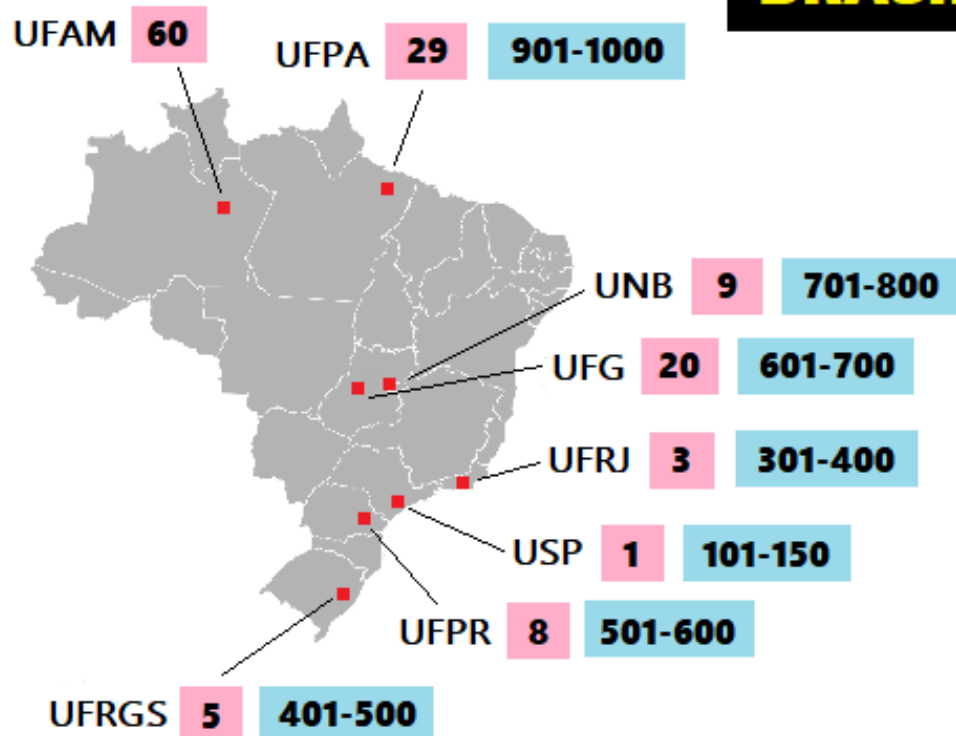 UFAM 60
UFPA 29 901-1000
UNB 9 701-800
UFG 20 601-700
UFRJ 3 301-400
USP 1 101-150
UFPR 8 501-600
UFRGS 5 401-500